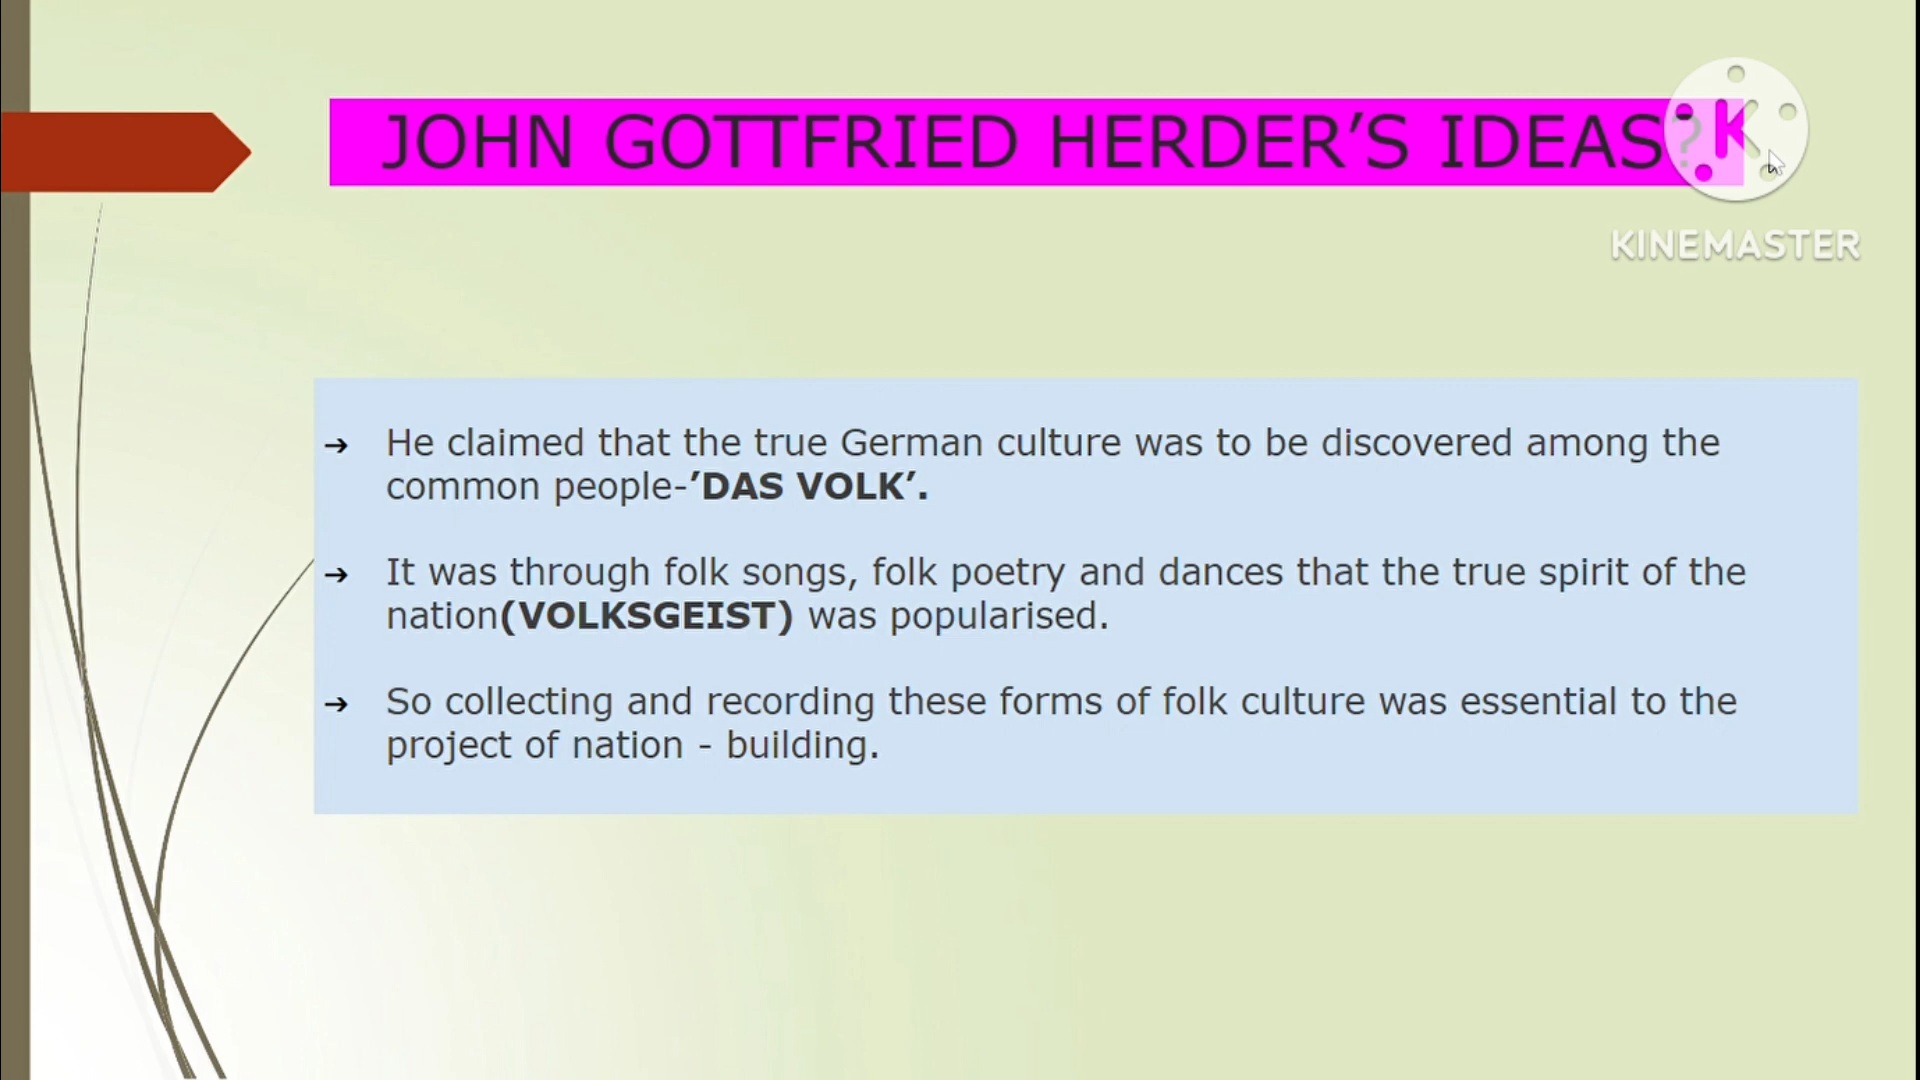 JOHN GOTTFRIED HERDER’S IDEAS?
K
KINEMASTER
➔ He claimed that the true German culture was to be discovered among the
common people-’DAS VOLK’.
➔ It was through folk songs, folk poetry and dances that the true spirit of the
nation(VOLKSGEIST) was popularised.
➔ So collecting and recording these forms of folk culture was essential to the
project of nation - building.